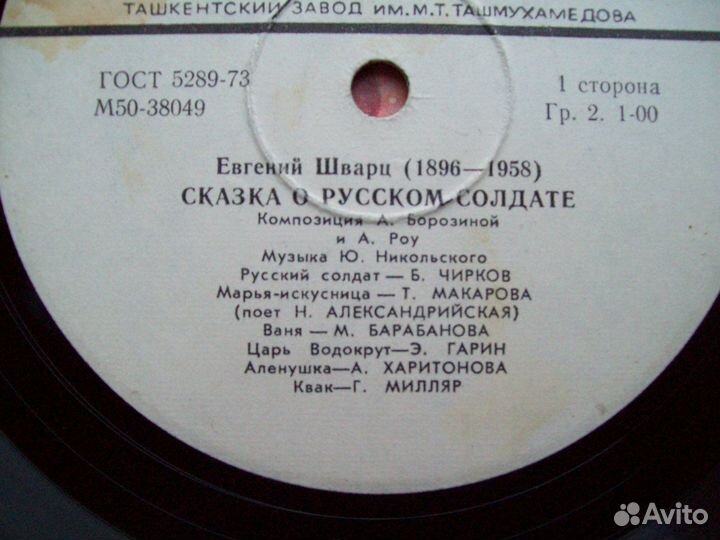 ТАШКЕНТСКИЙ ЗАВОД ИМ.М.Т.ТАШМУХАМЕДОВА
ГОСТ 5289-73
М50-38049
1 сторона
Гр. 2. 1-00
Евгений Шварц (1896—1958)
СКАЗКА О РУССКОМ СОЛДАТЕ
Композиция А. Борозиной
и А. Роу
Музыка Ю. Никольского
Русский солдат — Б. ЧИРКОВ
Марья-искусница — Т. МАКАРОВА
(поет Н. АЛЕКСАНДРИЙСКАЯ)
Ваня — М. БАРАБАНОВА
Царь Водокрут—Э. ГАРИН
Аленушка—А. ХАРИТОНОВА
Квак—Г. МИЛЛЯР
Avito